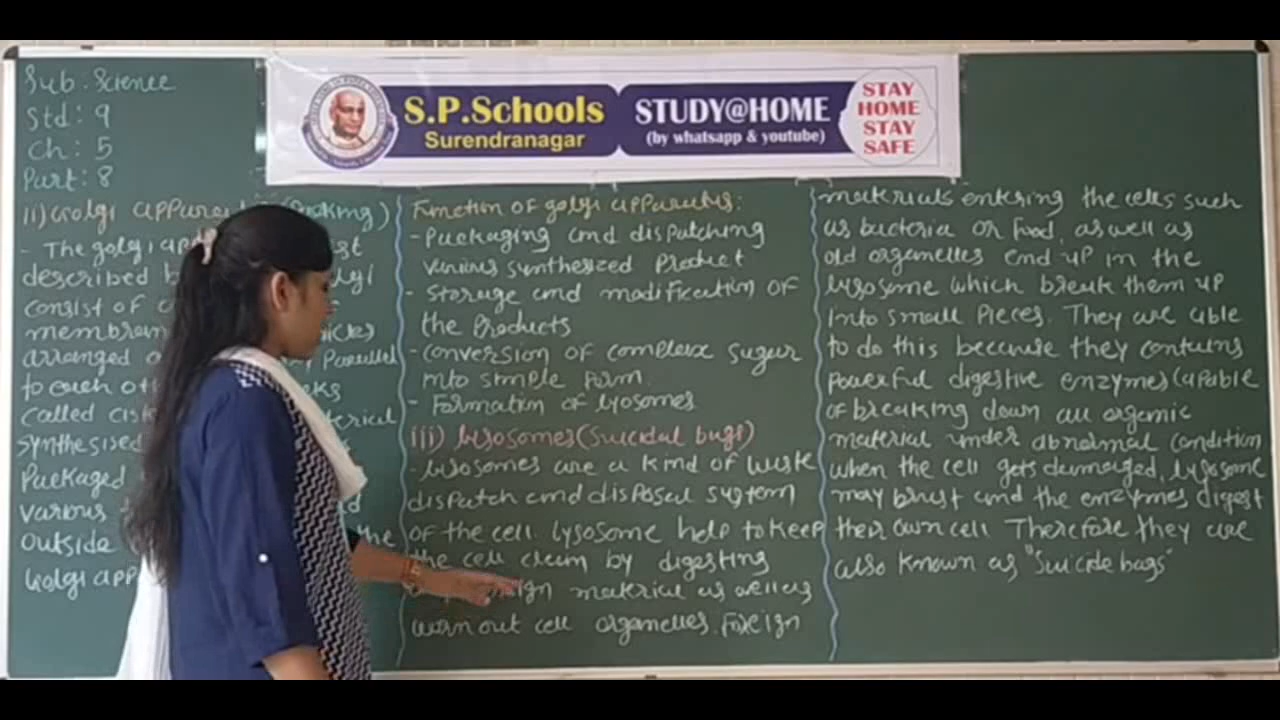 Sub. Science
Std: 9
Ch: 5
Part: 8
S.P.Schools
Surendranagar
STUDY@HOME
(by whatsapp & youtube)
STAY
HOME
STAY
SAFE
ii) Golgi
- The golgi
described
consist of
membran
arranged Parallel
to each
called
synthesised
Packaged
various
outside the
Golgi
Function of golgi apparatus:
- Packaging and dispatching
various synthesized Product
- Storage and modification of
the Products
- Conversion of complex sugar
into simple form.
- Formation of lysosomes
iii) Lysosomes (Suicidal bags)
- Lysosomes are a kind of waste
dispatch and disposal system
of the cell. lysosome help to keep
the cell clean by digesting
material as well as
worn out cell organelles. Foreign
materials entering the cells such
as bacteria or food, as well as
old organelles end up in the
lysosome which break them up
into small Pieces. They are able
to do this because they contains
Powerful digestive enzymes capable
of breaking down all organic
material under abnormal condition
when the cell gets damaged, lysosome
may brust and the enzymes digest
their own cell. Therefore they are
also known as "Suicide bags"